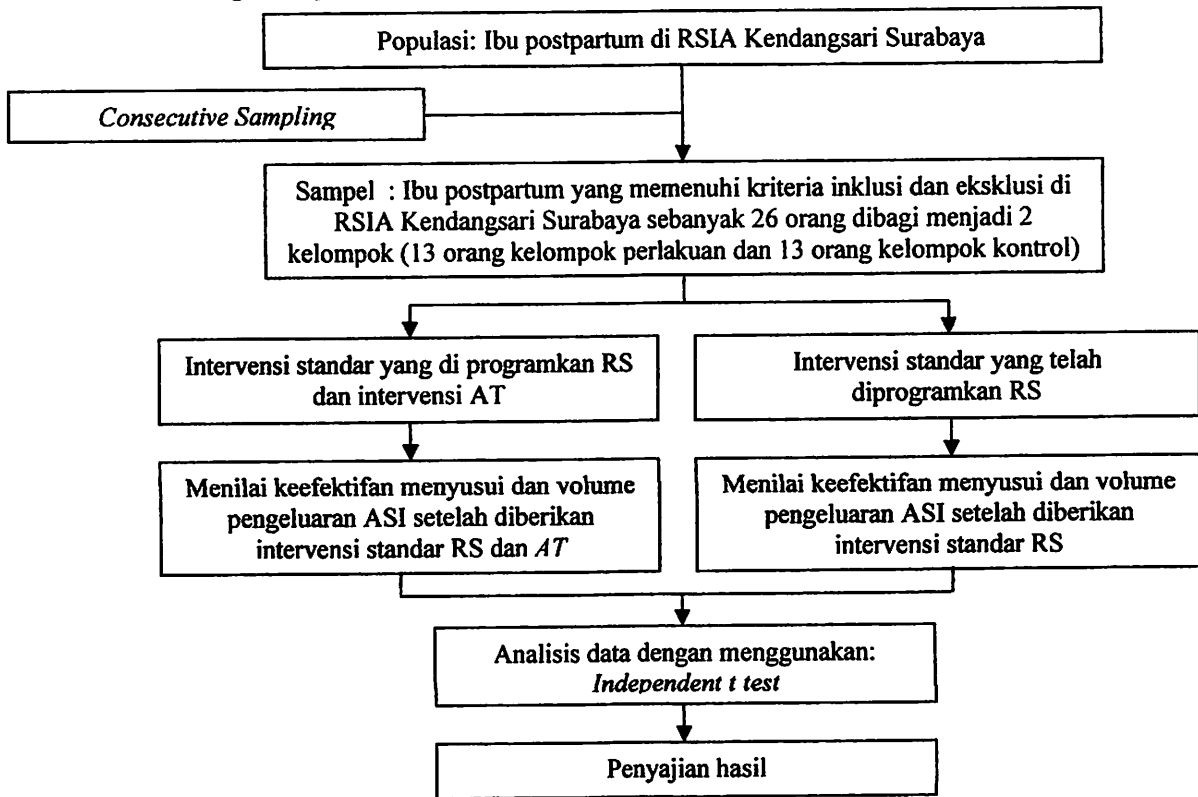 Populasi: Ibu postpartum di RSIA Kendangsari Surabaya
Consecutive Sampling
Sampel : Ibu postpartum yang memenuhi kriteria inklusi dan eksklusi di
RSIA Kendangsari Surabaya sebanyak 26 orang dibagi menjadi 2
kelompok (13 orang kelompok perlakuan dan 13 orang kelompok kontrol)
Intervensi standar yang di programkan RS
dan intervensi AT
Intervensi standar yang telah
diprogramkan RS
Menilai keefektifan menyusui dan volume
pengeluaran ASI setelah diberikan
intervensi standar RS dan AT
Menilai keefektifan menyusui dan volume
pengeluaran ASI setelah diberikan
intervensi standar RS
Analisis data dengan menggunakan:
Independent t test
Penyajian hasil